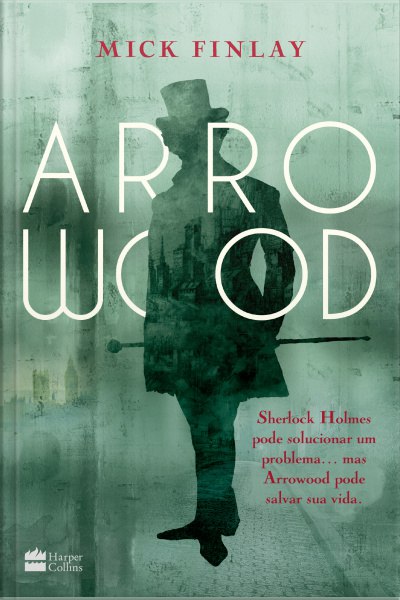 MICK FINLAY
ARRO
WOOD
Sherlock Holmes
pode solucionar um
problema... mas
Arrowood pode
salvar sua vida.
Harper
Collins